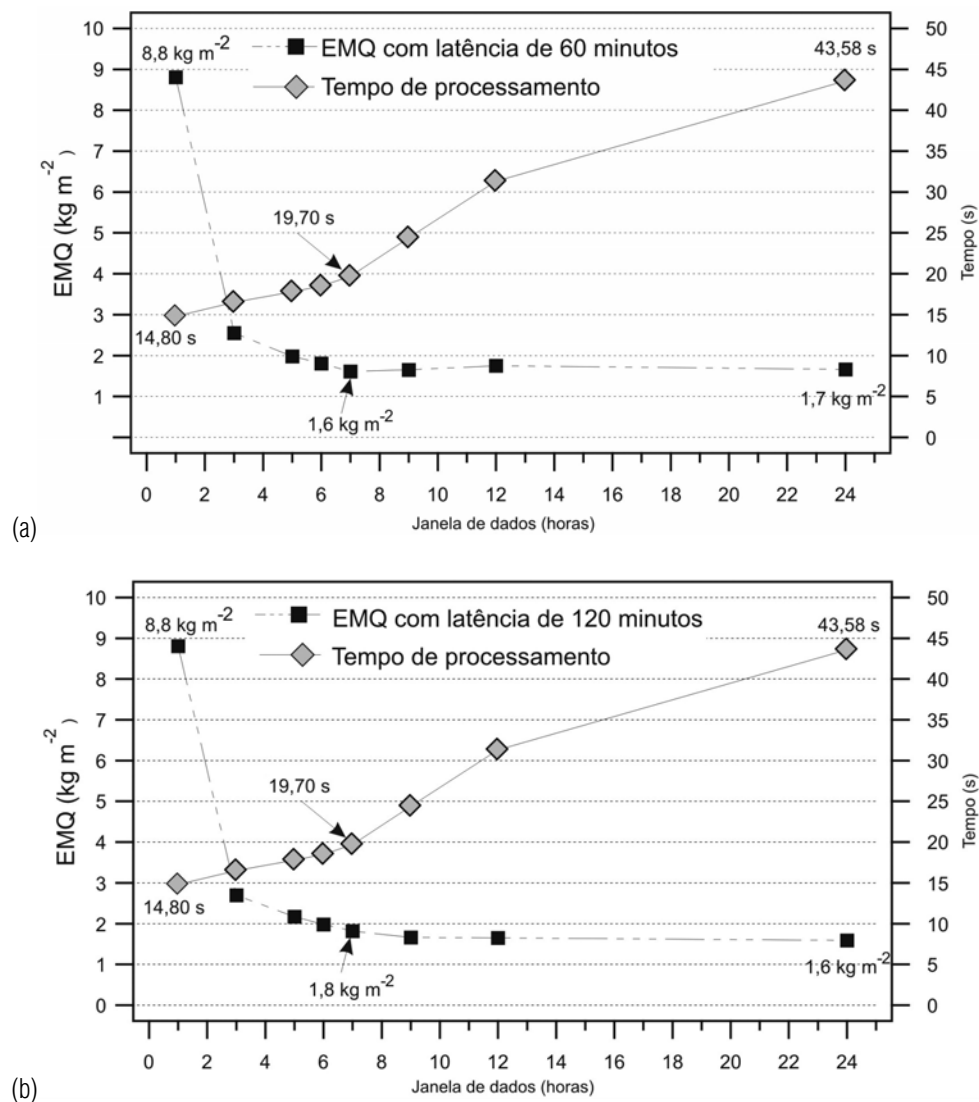 10
9
8
7
6
5
4
3
2
1
EMQ (kg m⁻²)
8,8 kg m⁻²
EMQ com latência de 60 minutos
Tempo de processamento
43,58 s
19,70 s
14,80 s
1,6 kg m⁻²
1,7 kg m⁻²
50
45
40
35
30
25
20
15
10
5
0
Tempo (s)
0 2 4 6 8 10 12 14 16 18 20 22 24
Janela de dados (horas)
(a)
10
9
8
7
6
5
4
3
2
1
0
EMQ (kg m⁻²)
8,8 kg m⁻²
EMQ com latência de 120 minutos
Tempo de processamento
43,58 s
19,70 s
14,80 s
1,8 kg m⁻²
1,6 kg m⁻²
50
45
40
35
30
25
20
15
10
5
0
Tempo (s)
0 2 4 6 8 10 12 14 16 18 20 22 24
Janela de dados (horas)
(b)